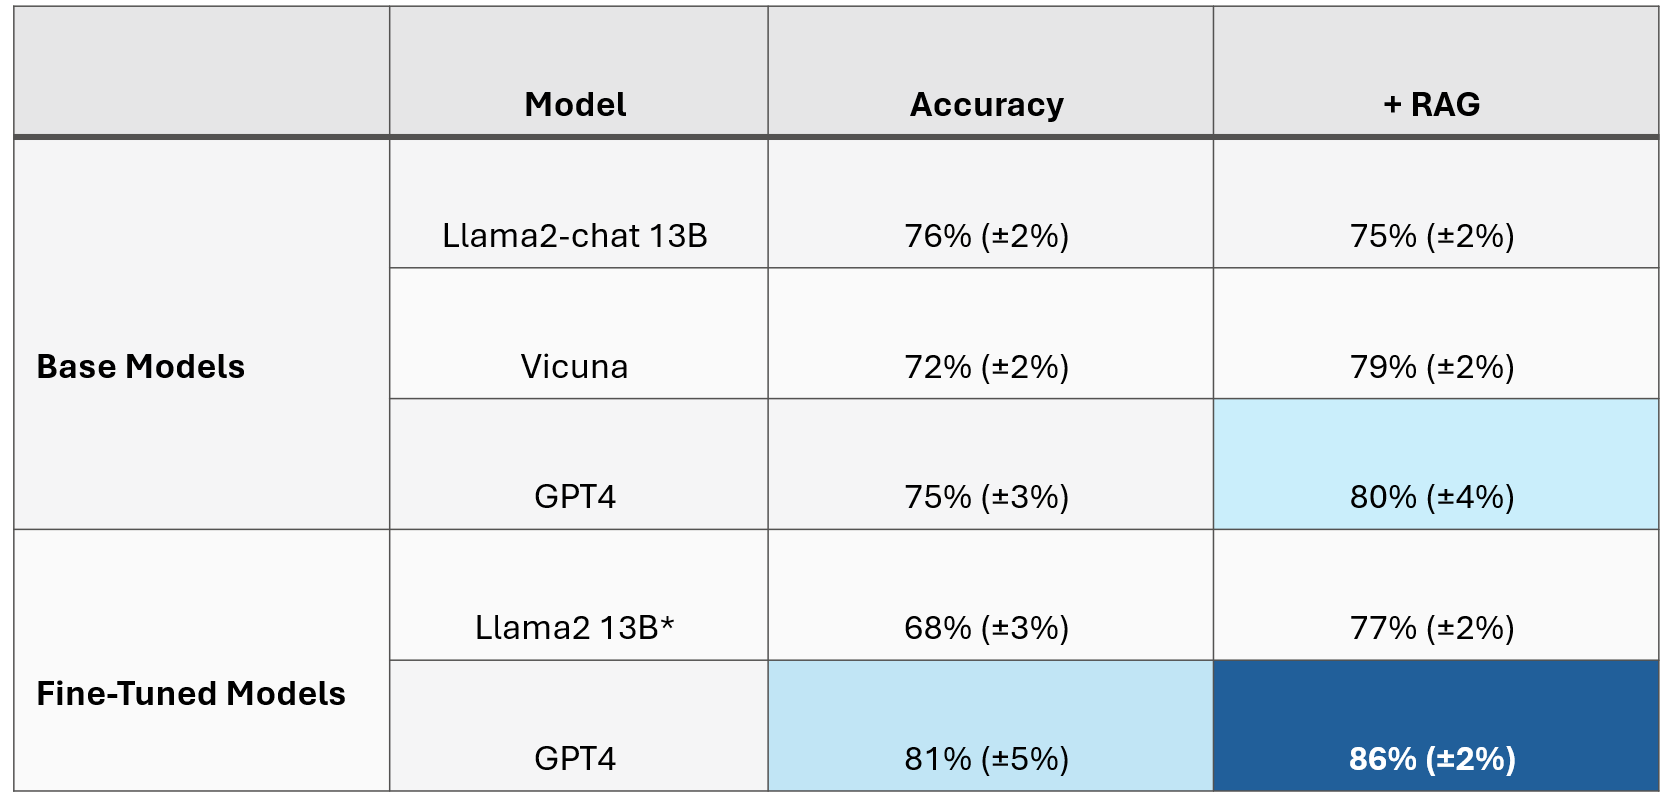 Model Accuracy + RAG
Base Models
Llama2-chat 13B 76% (±2%) 75% (±2%)
Vicuna 72% (±2%) 79% (±2%)
GPT4 75% (±3%) 80% (±4%)
Fine-Tuned Models
Llama2 13B* 68% (±3%) 77% (±2%)
GPT4 81% (±5%) 86% (±2%)